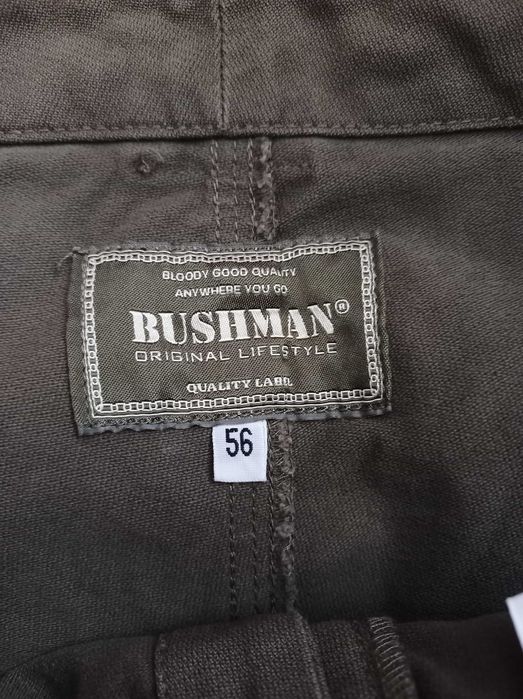 BLOODY GOOD QUALITY
ANYWHERE YOU GO
BUSHMAN®
ORIGINAL LIFESTYLE
QUALITY LABEL
56